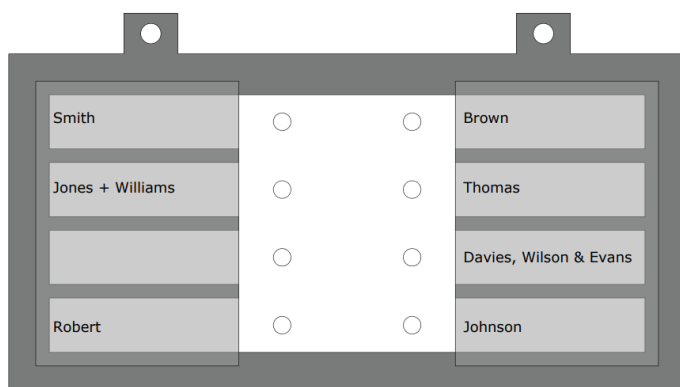 Smith
Jones + Williams
Robert
Brown
Thomas
Davies, Wilson & Evans
Johnson